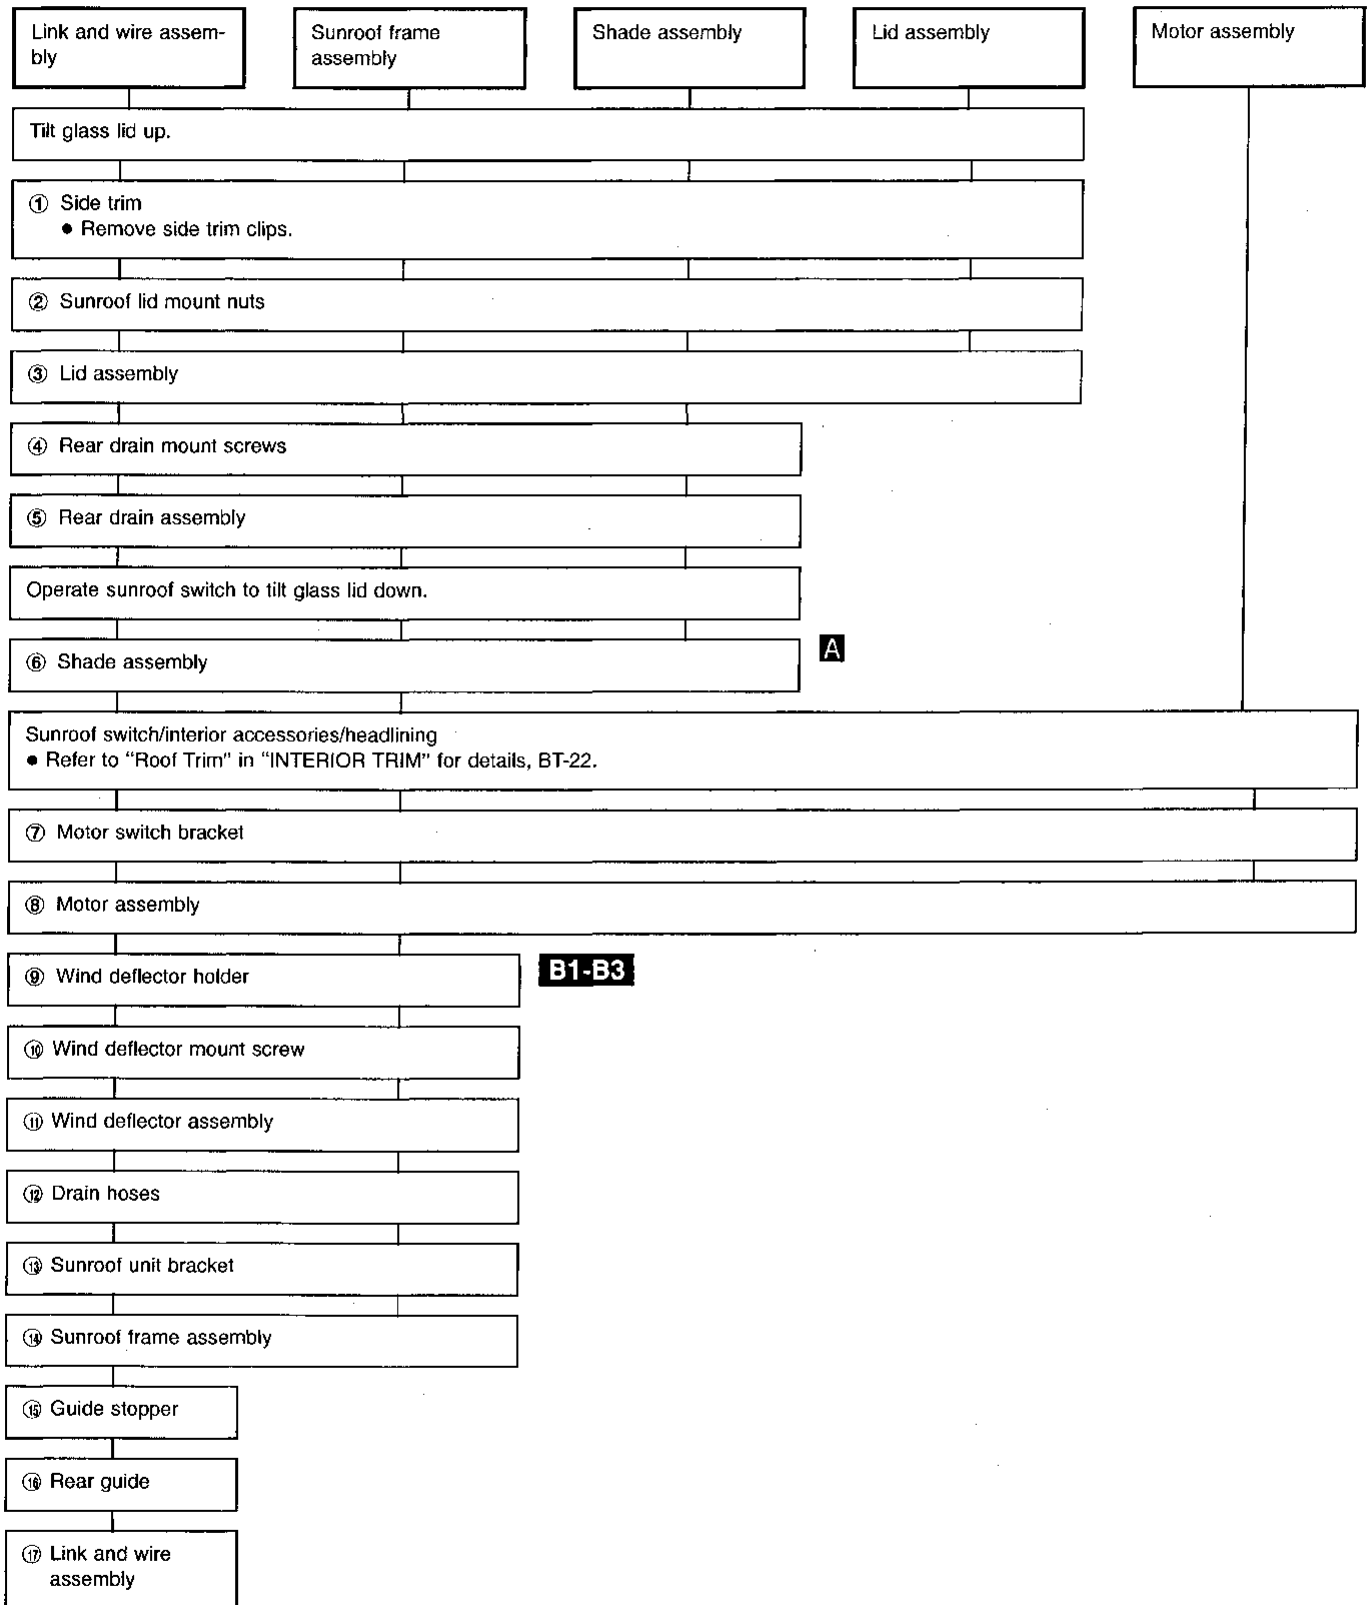 Link and wire assem-
bly
Sunroof frame
assembly
Shade assembly
Lid assembly
Motor assembly
Tilt glass lid up.
① Side trim
● Remove side trim clips.
② Sunroof lid mount nuts
③ Lid assembly
④ Rear drain mount screws
⑤ Rear drain assembly
Operate sunroof switch to tilt glass lid down.
⑥ Shade assembly
A
Sunroof switch/interior accessories/headlining
● Refer to “Roof Trim” in “INTERIOR TRIM” for details, BT-22.
⑦ Motor switch bracket
⑧ Motor assembly
⑨ Wind deflector holder
B1-B3
⑩ Wind deflector mount screw
⑪ Wind deflector assembly
⑫ Drain hoses
⑬ Sunroof unit bracket
⑭ Sunroof frame assembly
⑮ Guide stopper
⑯ Rear guide
⑰ Link and wire
assembly